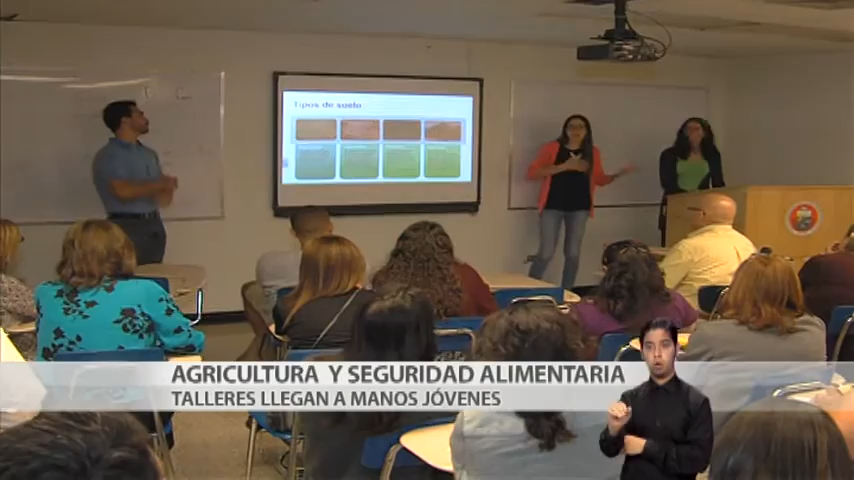 Tipos de suelo
AGRICULTURA Y SEGURIDAD ALIMENTARIA
TALLERES LLEGAN A MANOS JÓVENES